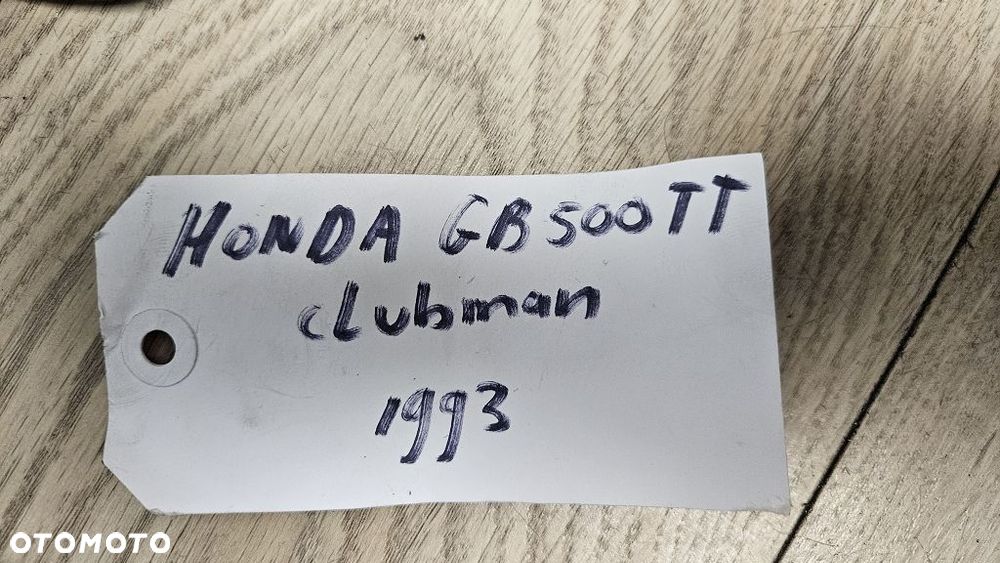 HONDA GB500TT
clubman
1993
OTOMOTO